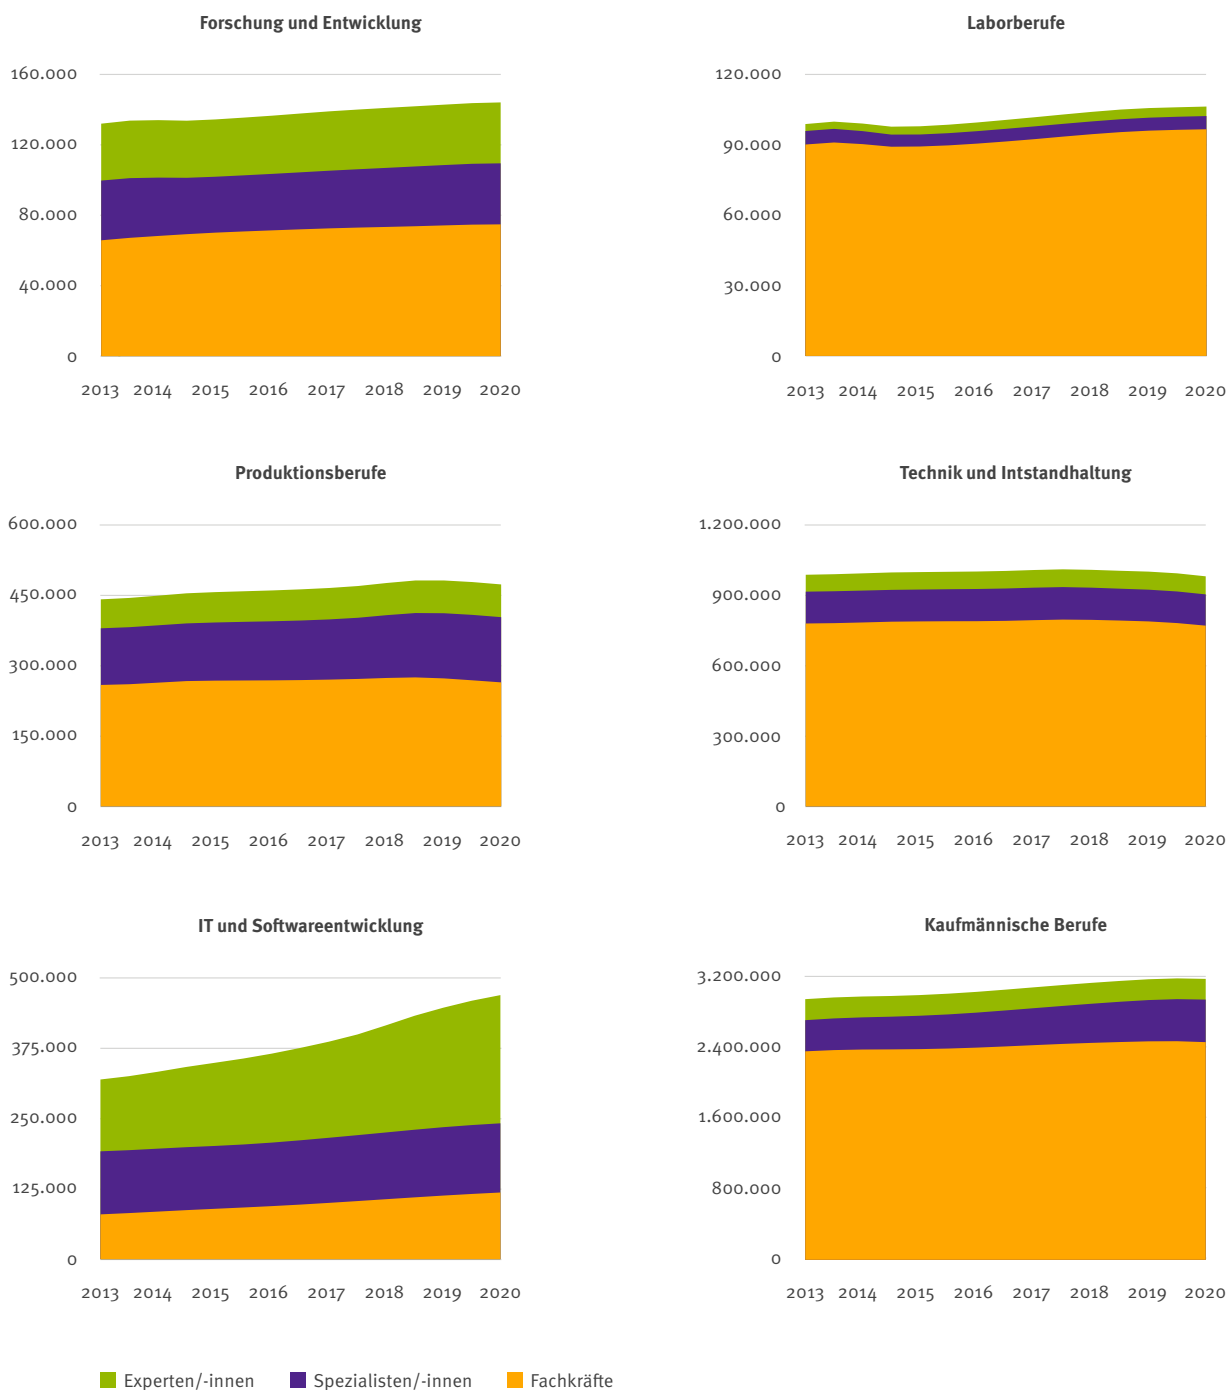 Forschung und Entwicklung
160.000
120.000
80.000
40.000
0
2013 2014 2015 2016 2017 2018 2019 2020
Laborberufe
120.000
90.000
60.000
30.000
0
2013 2014 2015 2016 2017 2018 2019 2020
Produktionsberufe
600.000
450.000
300.000
150.000
0
2013 2014 2015 2016 2017 2018 2019 2020
Technik und Intstandhaltung
1.200.000
900.000
600.000
300.000
0
2013 2014 2015 2016 2017 2018 2019 2020
IT und Softwareentwicklung
500.000
375.000
250.000
125.000
0
2013 2014 2015 2016 2017 2018 2019 2020
Kaufmännische Berufe
3.200.000
2.400.000
1.600.000
800.000
0
2013 2014 2015 2016 2017 2018 2019 2020
Experten/-innen Spezialisten/-innen Fachkräfte